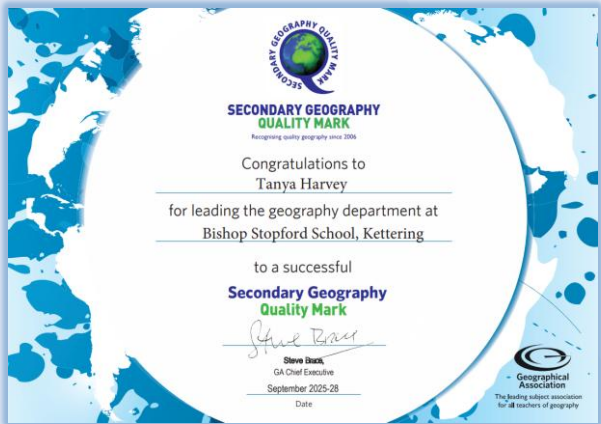 SECONDARY GEOGRAPHY QUALITY MARK
SECONDARY GEOGRAPHY
QUALITY MARK
Recognising quality geography since 2006
Congratulations to
Tanya Harvey
for leading the geography department at
Bishop Stopford School, Kettering
to a successful
Secondary Geography
Quality Mark
Steve Brace
Steve Brace,
GA Chief Executive
September 2025-28
Date
Geographical
Association
The leading subject association
for all teachers of geography